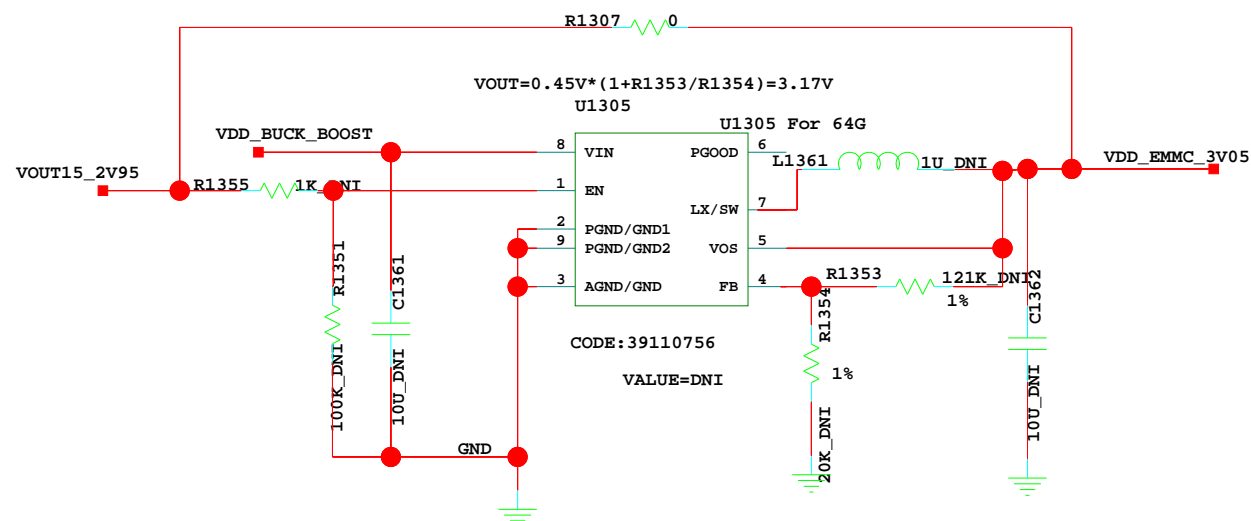 R1307 0
VOUT=0.45V*(1+R1353/R1354)=3.17V
U1305
U1305 For 64G
VDD_BUCK_BOOST
VOUT15_2V95
R1355 1K_DNI
8 VIN
1 EN
2 PGND/GND1
9 PGND/GND2
3 AGND/GND
PGOOD 6
LX/SW 7
VOS 5
FB 4
L1361 1U_DNI
VDD_EMMC_3V05
R1353 121K_DNI
1%
R1351
100K_DNI
C1361
10U_DNI
R1354
1%
20K_DNI
C1362
10U_DNI
CODE:39110756
VALUE=DNI
GND